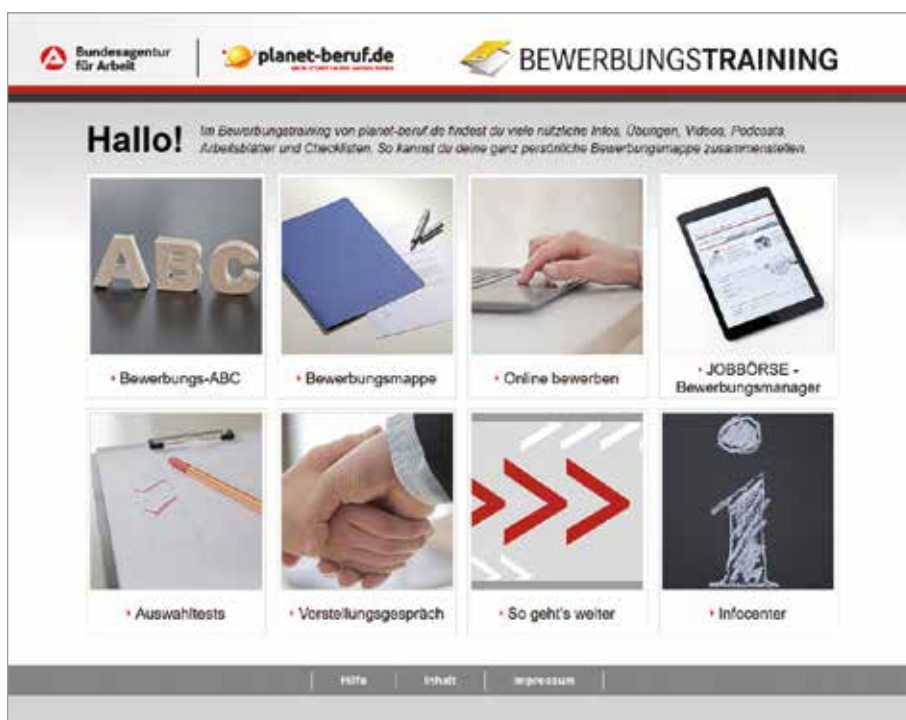 Bundesagentur
für Arbeit
planet-beruf.de
BEWERBUNGSTRAINING
Hallo!
Im Bewerbungstraining von planet-beruf.de findest du viele nützliche Infos, Übungen, Videos, Podcasts,
Arbeitsblätter und Checklisten. So kannst du deine ganz persönliche Bewerbungsmappe zusammenstellen.
ABC
Bewerbungs-ABC
Bewerbungsmappe
Online bewerben
JOBBÖRSE -
Bewerbungsmanager
i
Auswahltests
Vorstellungsgespräch
So geht's weiter
Infocenter
Hilfe
Inhalt
Impressum